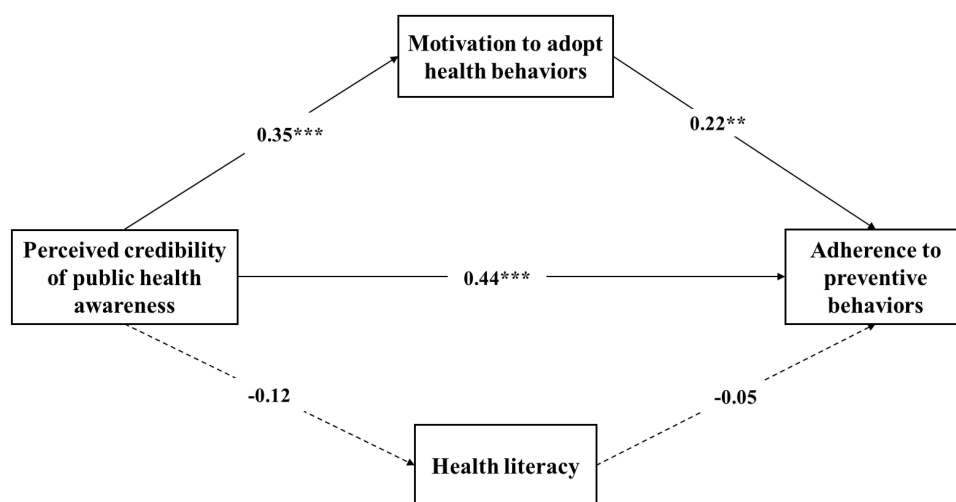 Motivation to adopt
health behaviors
0.35***
0.22**
Perceived credibility
of public health
awareness
0.44***
Adherence to
preventive
behaviors
-0.12
-0.05
Health literacy